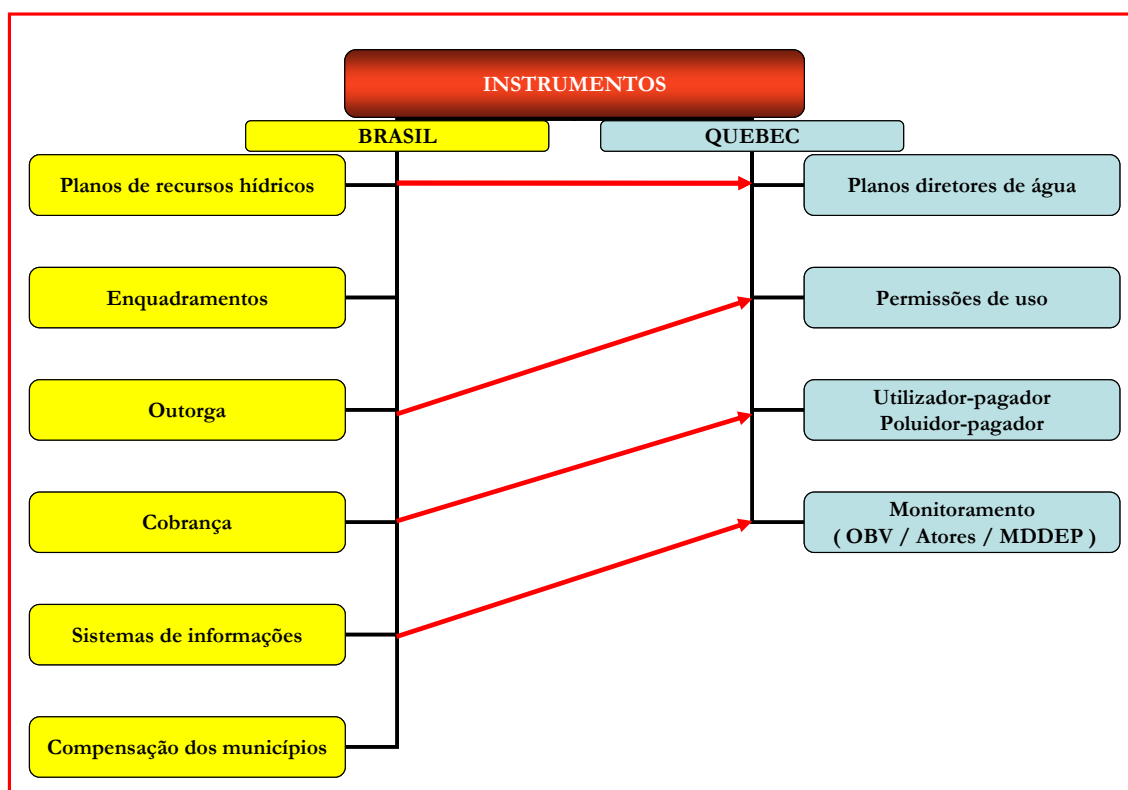 INSTRUMENTOS
BRASIL
QUEBEC
Planos de recursos hídricos
Planos diretores de água
Enquadramentos
Permissões de uso
Outorga
Utilizador-pagador
Poluidor-pagador
Cobrança
Monitoramento
( OBV / Atores / MDDEP )
Sistemas de informações
Compensação dos municípios